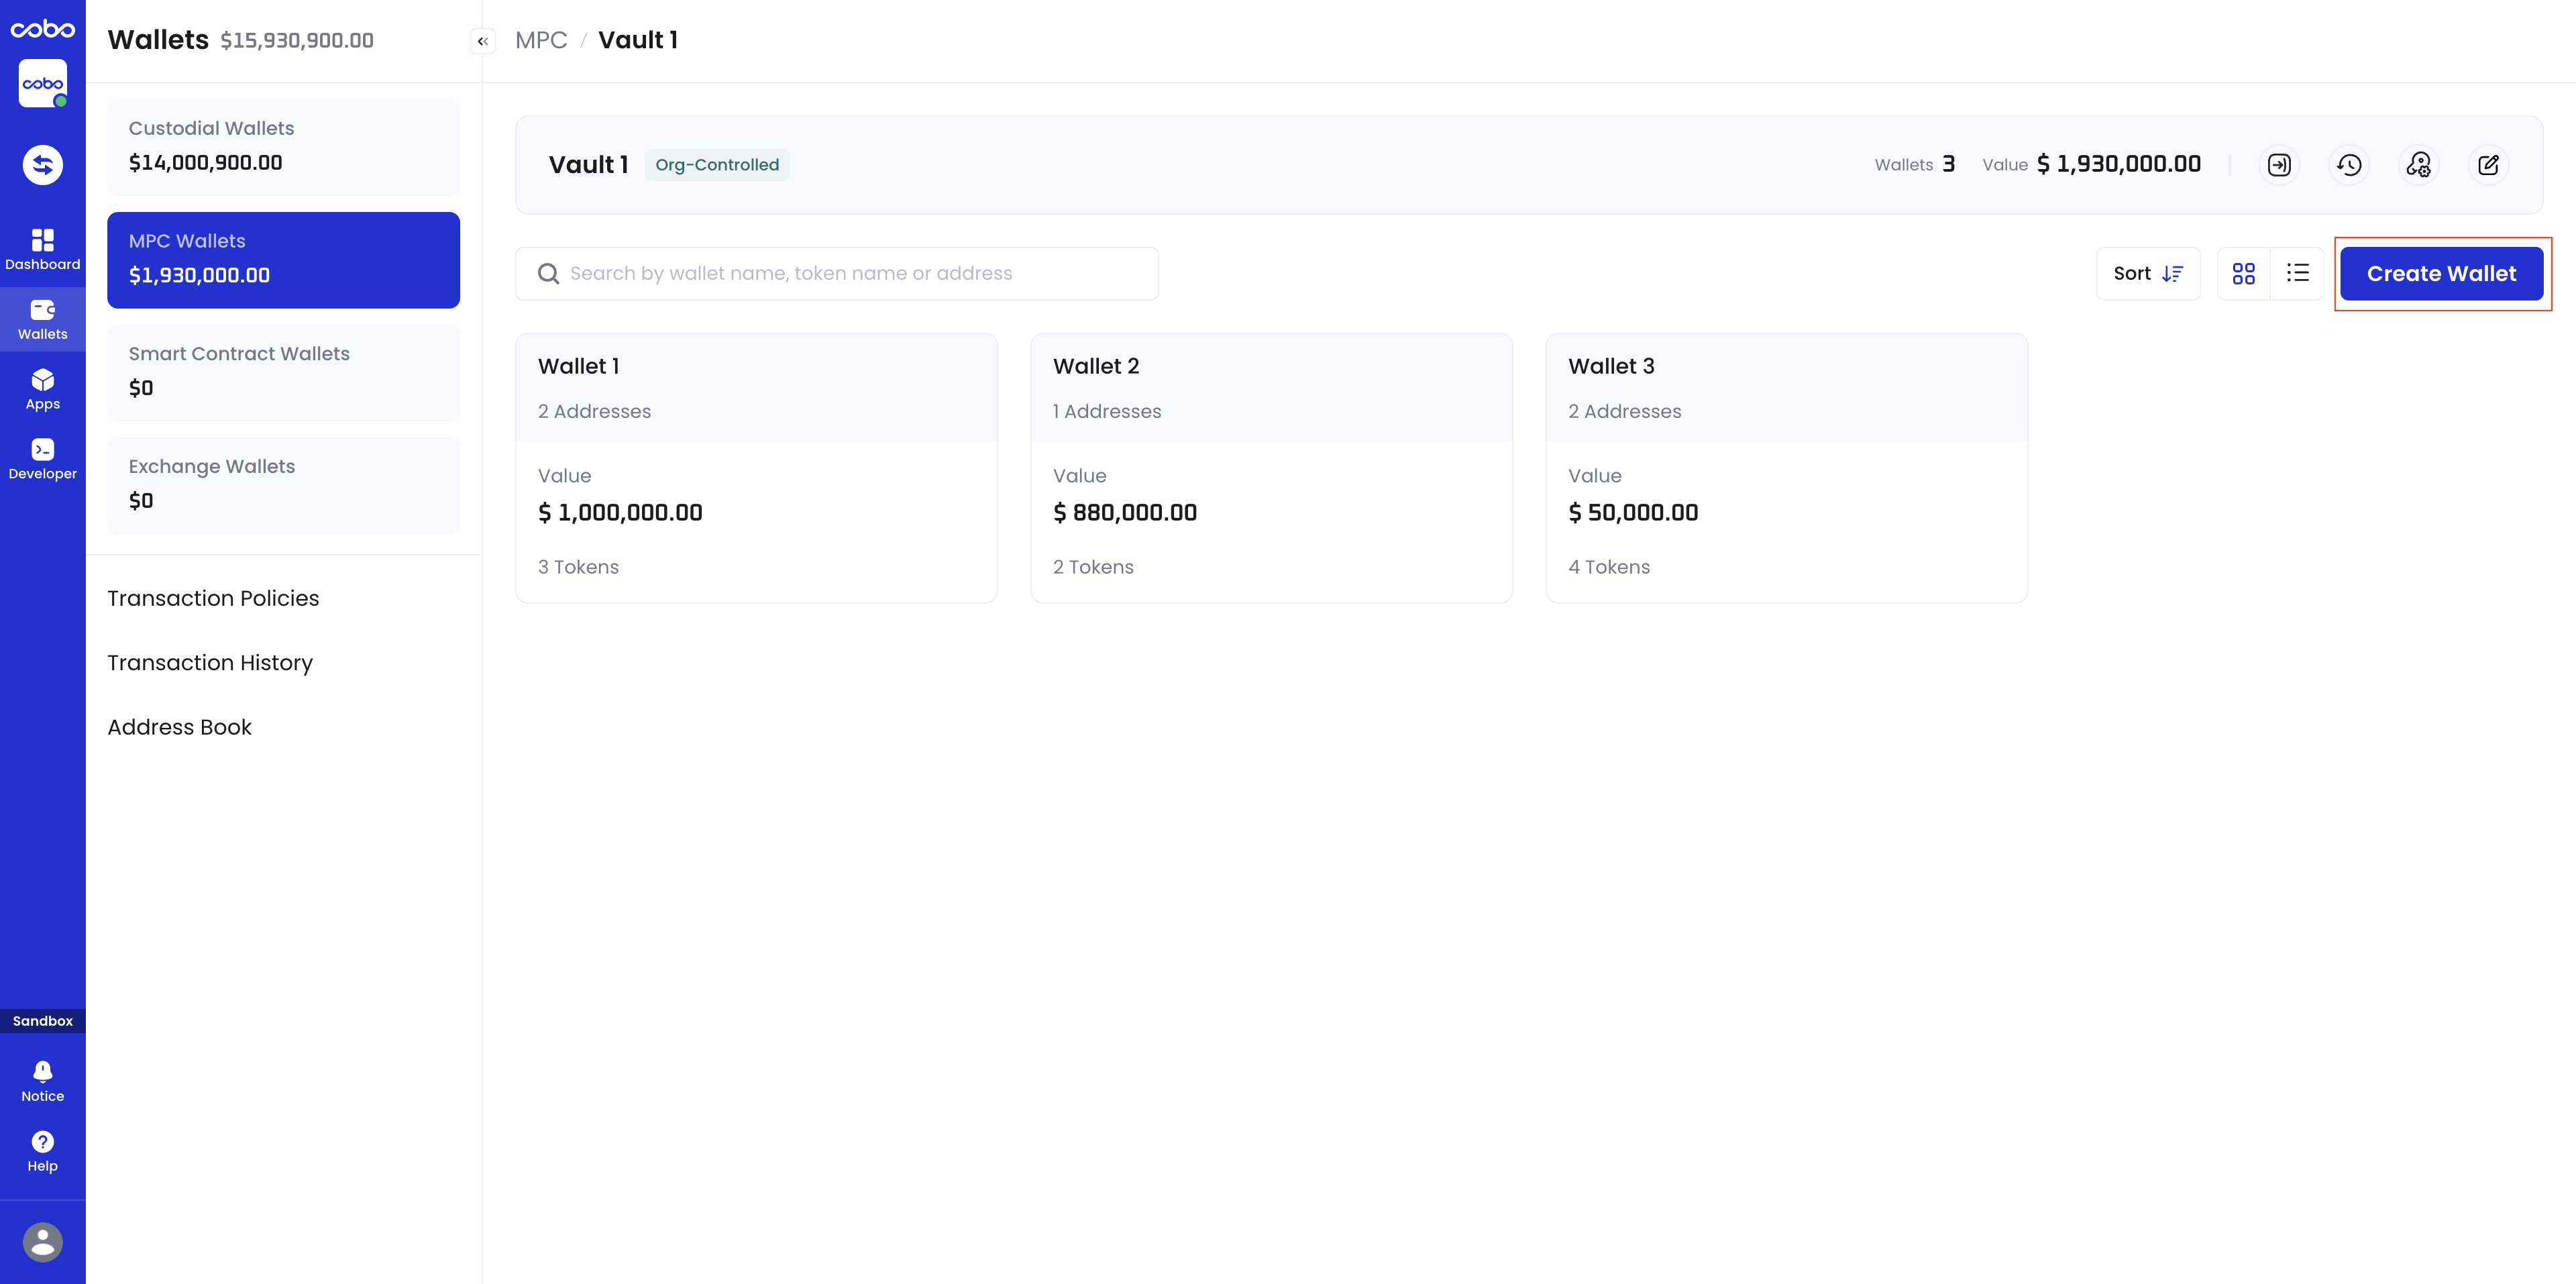 cobo
cobo
Dashboard
Wallets
Apps
Developer
Sandbox
Notice
Help
Wallets $15,930,900.00
Custodial Wallets
$14,000,900.00
MPC Wallets
$1,930,000.00
Smart Contract Wallets
$0
Exchange Wallets
$0
Transaction Policies
Transaction History
Address Book
MPC / Vault 1
Vault 1 Org-Controlled Wallets 3 Value $ 1,930,000.00
Search by wallet name, token name or address Sort Create Wallet
Wallet 1
2 Addresses
Value
$ 1,000,000.00
3 Tokens
Wallet 2
1 Addresses
Value
$ 880,000.00
2 Tokens
Wallet 3
2 Addresses
Value
$ 50,000.00
4 Tokens